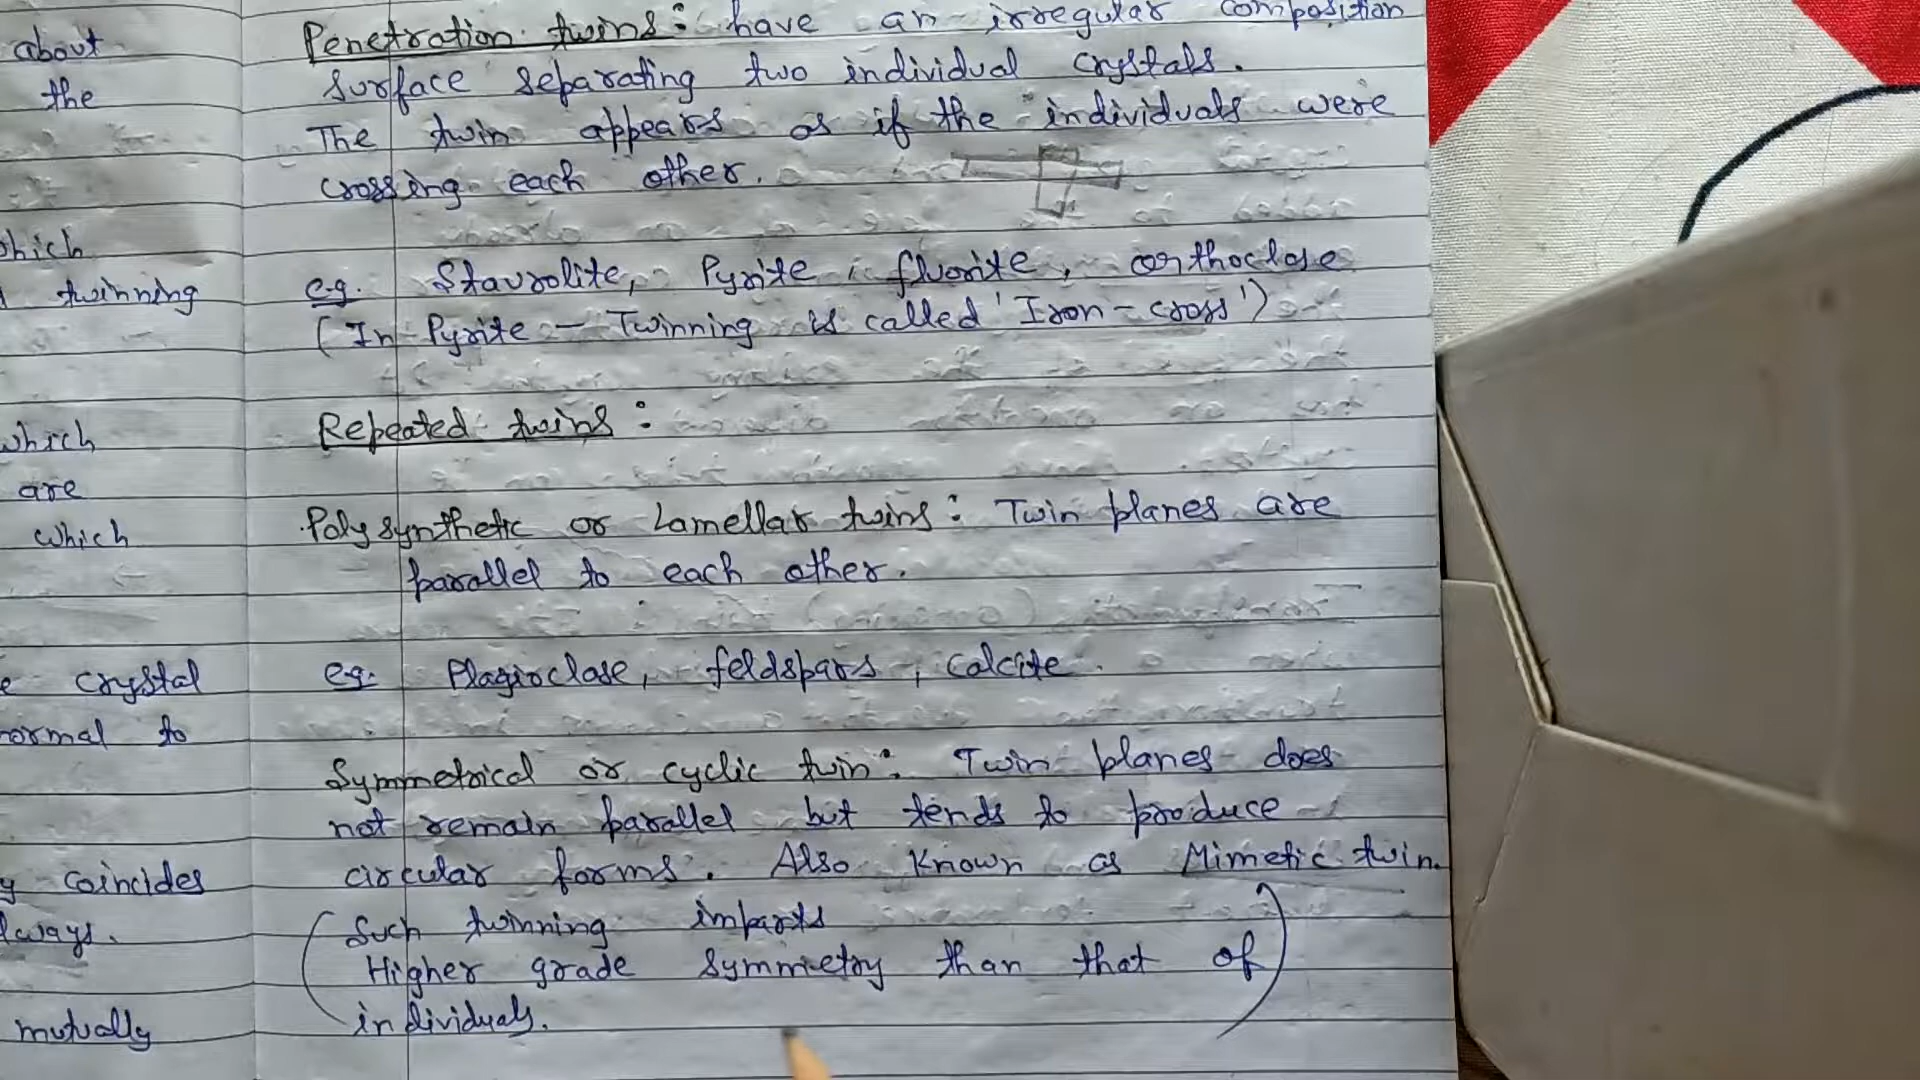 about
the
which
twinning
which
are
which
crystal
normal to
coincides
always.
mutually
Penetration twins: have an irregular composition
surface separating two individual crystals.
The twin appears as if the individuals were
crossing each other.
e.g. Staurolite, Pyrite, fluorite, orthoclase
(In Pyrite - Twinning is called 'Iron-cross')
Repeated twins:
Polysynthetic or Lamellar twins: Twin planes are
parallel to each other.
eg. Plagioclase, feldspars, calcite.
Symmetrical or cyclic twin: Twin planes does
not remain parallel but tends to produce
circular forms. Also known as Mimetic twin.
(Such twinning imparts
Higher grade symmetry than that of
individuals.)